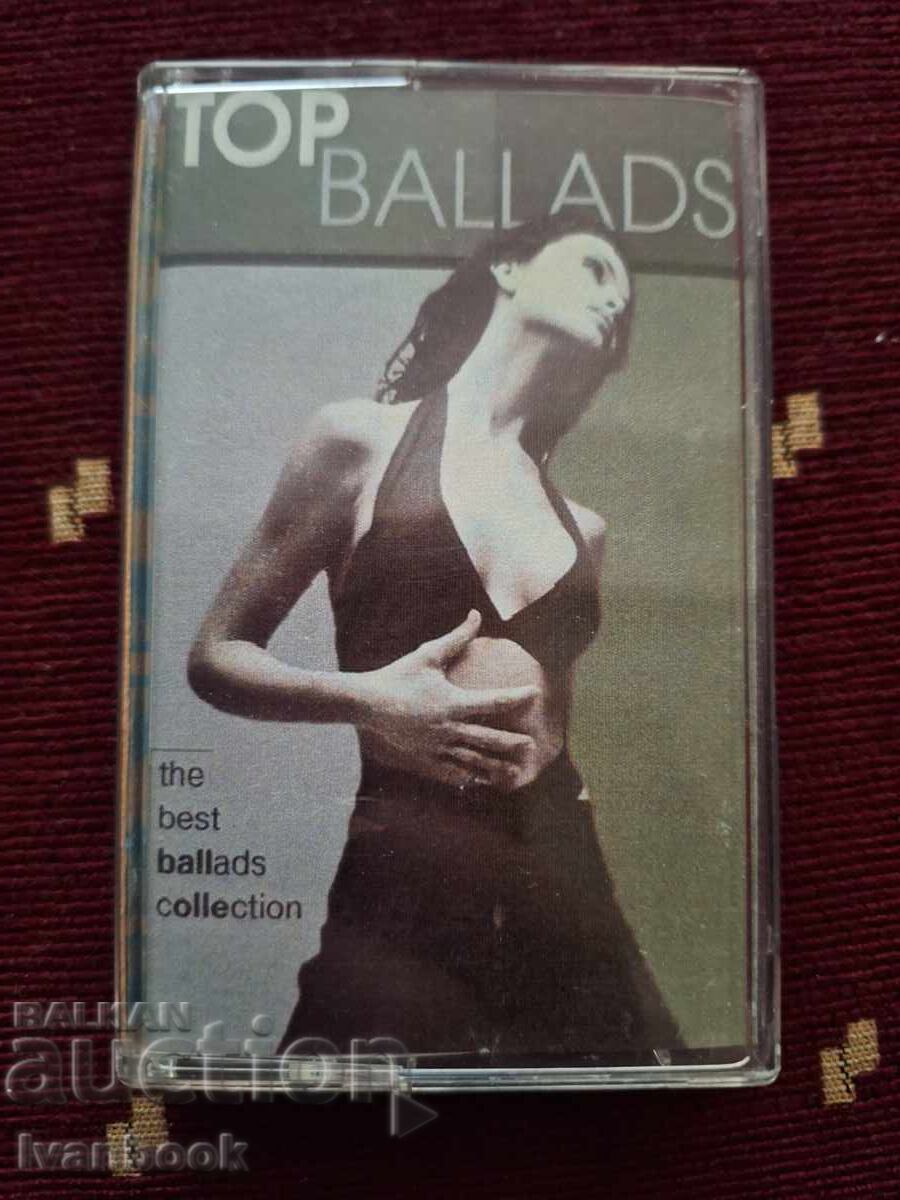 TOP
BALLADS
the
best
ballads
collection
BALKAN
auction
Ivanbook